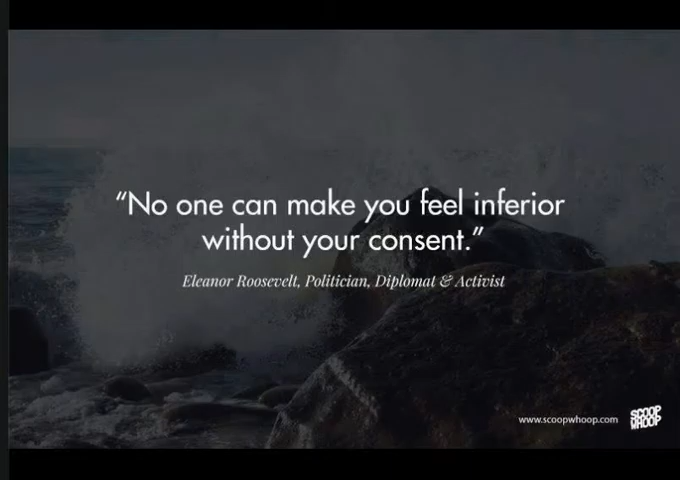 “No one can make you feel inferior
without your consent.”
Eleanor Roosevelt, Politician, Diplomat & Activist
www.scoopwhoop.com
SCOOP
WHOOP